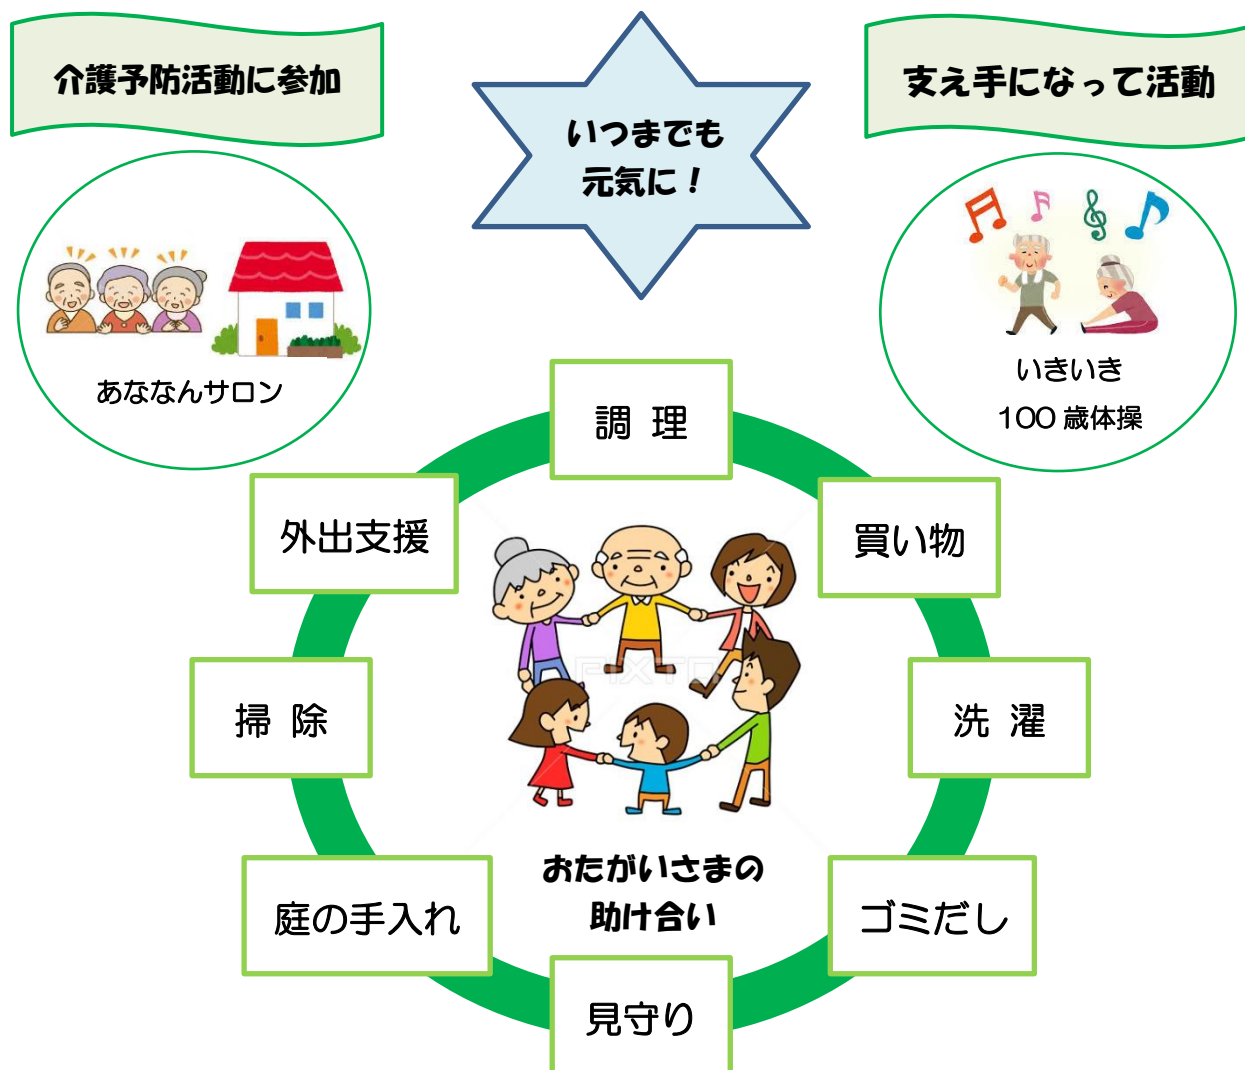 介護予防活動に参加
いつまでも
元気に！
支え手になって活動
あななんサロン
いきいき
100歳体操
調 理
外出支援
買い物
掃 除
洗 濯
PIXTA
おたがいさまの
助け合い
庭の手入れ
ゴミだし
見守り